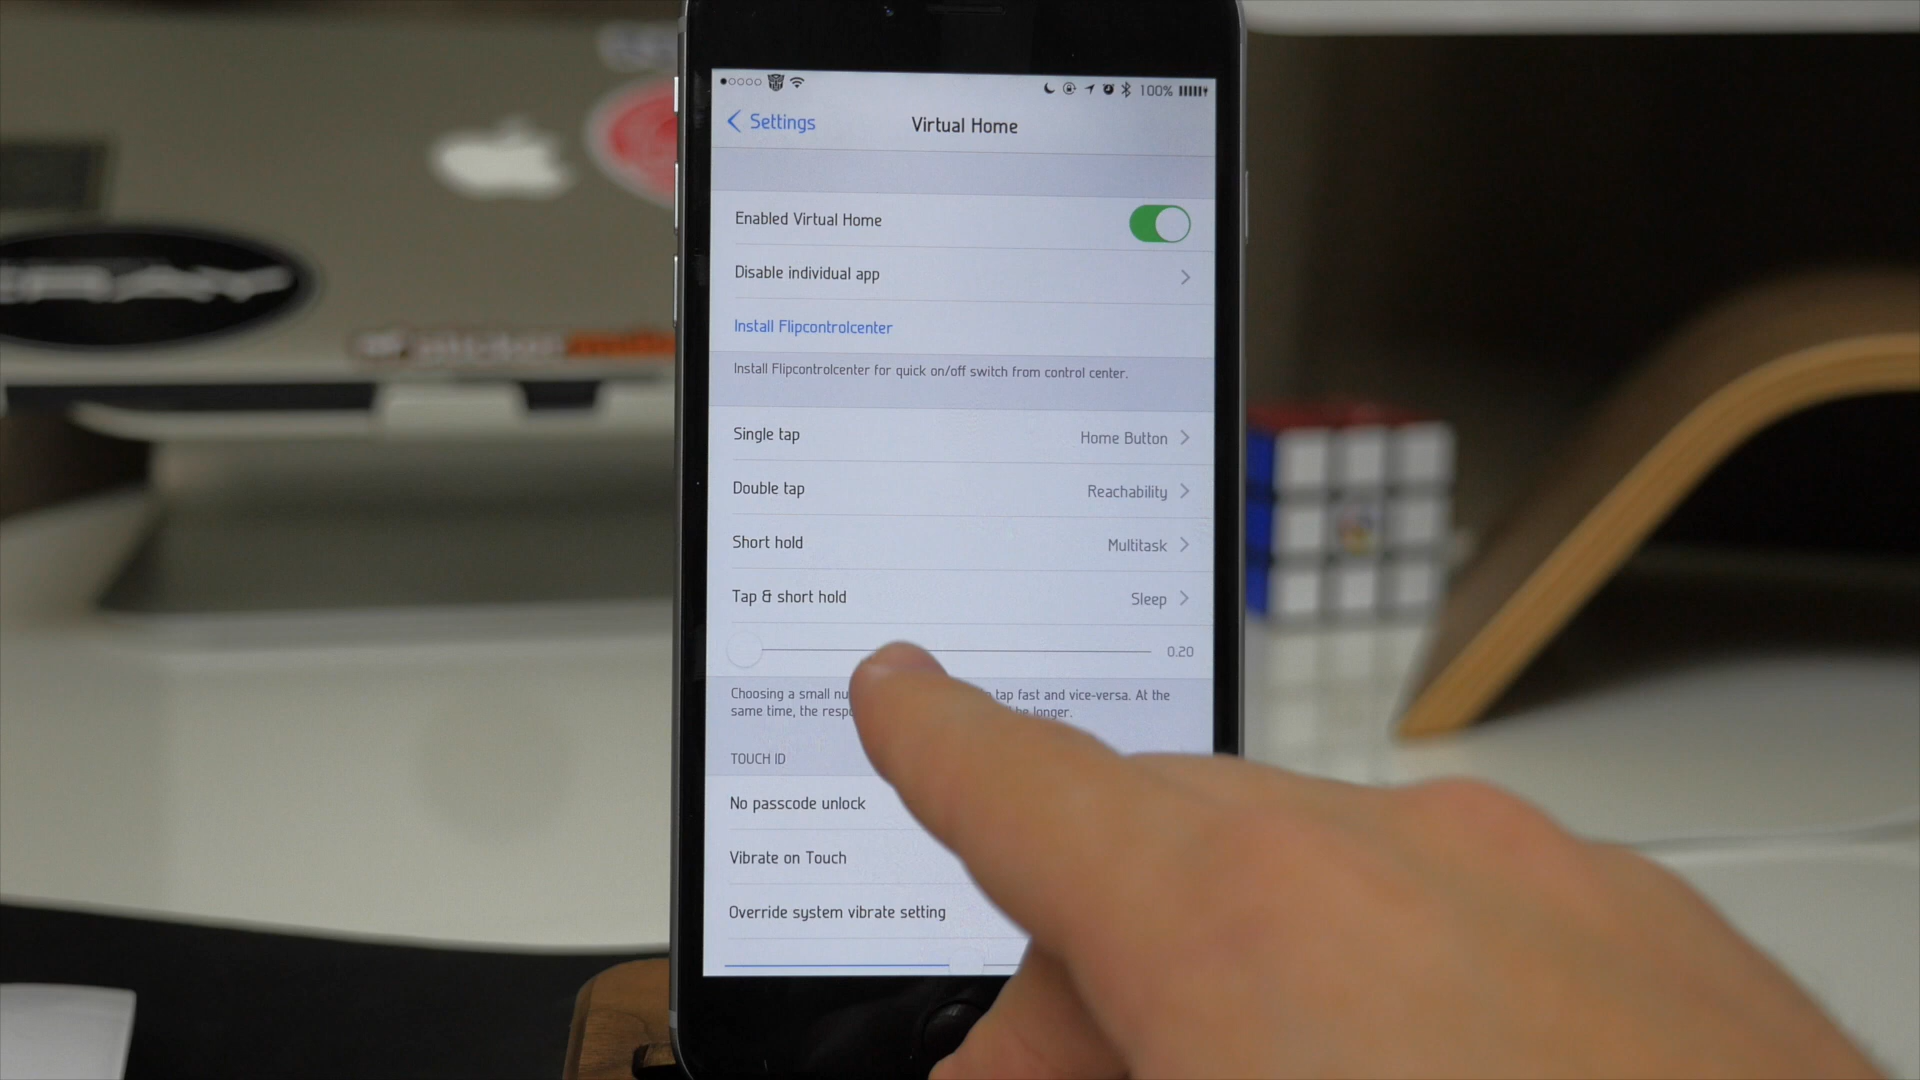 100%
Settings
Virtual Home
Enabled Virtual Home
Disable individual app
Install Flipcontrolcenter
Install Flipcontrolcenter for quick on/off switch from control center.
Single tap Home Button
Double tap Reachability
Short hold Multitask
Tap & short hold Sleep
0.20
Choosing a small tap fast and vice-versa. At the
same time, the be longer.
TOUCH ID
No passcode unlock
Vibrate on Touch
Override system vibrate setting